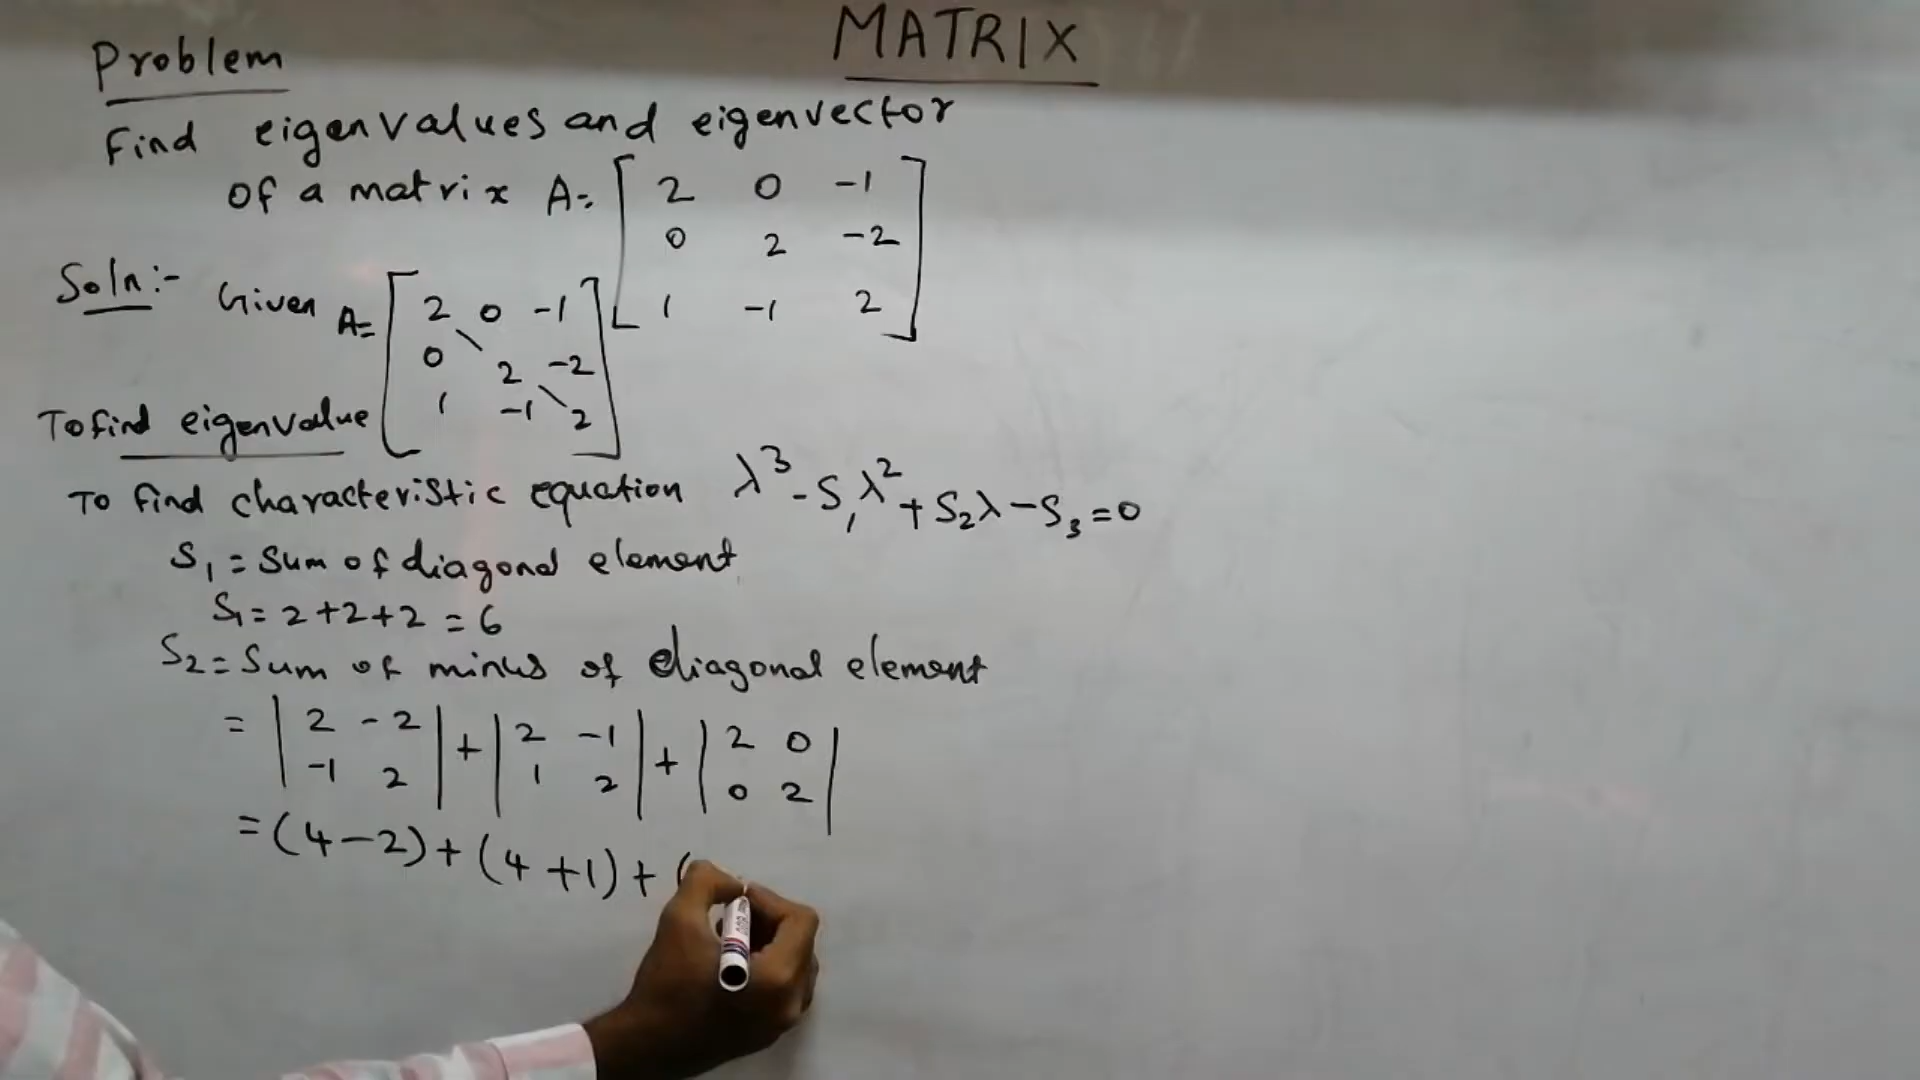 MATRIX
Problem
Find eigenvalues and eigenvector
of a matrix A= [ 2 0 -1
0 2 -2
1 -1 2 ]
Soln:- Given A= [ 2 0 -1
0 2 -2
1 -1 2 ]
To find eigenvalue
To find characteristic equation λ³ - S₁λ² + S₂λ - S₃ = 0
S₁ = Sum of diagonal element
S₁ = 2+2+2 = 6
S₂ = Sum of minus of diagonal element
= | 2 -2 | + | 2 -1 | + | 2 0 |
| -1 2 | | 1 2 | | 0 2 |
= (4-2) + (4+1) + (